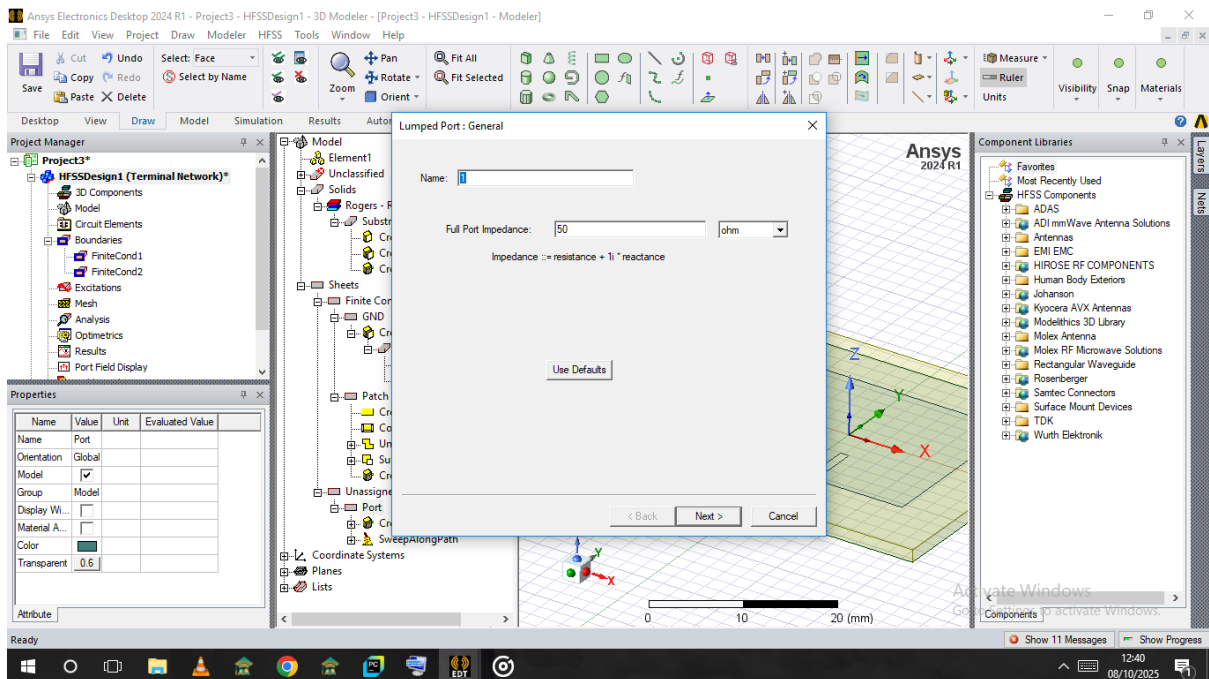 Ansys Electronics Desktop 2024 R1 - Project3 - HFSSDesign1 - 3D Modeler - [Project3 - HFSSDesign1 - Modeler]
File Edit View Project Draw Modeler HFSS Tools Window Help
Save
Cut
Copy
Paste
Undo
Redo
Delete
Select: Face
Select by Name
Zoom
Pan
Rotate
Orient
Fit All
Fit Selected
Measure
Ruler
Units
Visibility
Snap
Materials
Desktop View Draw Model Simulation Results
Project Manager
Project3*
HFSSDesign1 (Terminal Network)*
3D Components
Model
Circuit Elements
Boundaries
FiniteCond1
FiniteCond2
Excitations
Mesh
Analysis
Optimetrics
Results
Port Field Display
Properties
Name Value Unit Evaluated Value
Name Port
Orientation Global
Model
Group Model
Display Wi...
Material A...
Color
Transparent 0.6
Attribute
Model
Element1
Unclassified
Solids
Rogers - R
Substr
Sheets
Finite Cor
GND
Patch
Unassigne
Port
SweepAlongPath
Coordinate Systems
Planes
Lists
Lumped Port : General
Name: 1
Full Port Impedance: 50 ohm
Impedance ::= resistance + 1i * reactance
Use Defaults
< Back Next > Cancel
Ansys
2024 R1
Z
Y
X
Y
X
0 10 20 (mm)
Component Libraries
Favorites
Most Recently Used
HFSS Components
ADAS
ADI mmWave Antenna Solutions
Antennas
EMI EMC
HIROSE RF COMPONENTS
Human Body Exteriors
Johanson
Kyocera AVX Antennas
Modelithics 3D Library
Molex Antenna
Molex RF Microwave Solutions
Rectangular Waveguide
Rosenberger
Samtec Connectors
Surface Mount Devices
TDK
Wurth Elektronik
Components
Layers
Nets
Activate Windows
Go to Settings to activate Windows.
Ready
Show 11 Messages Show Progress
PC
EDT
12:40
08/10/2025